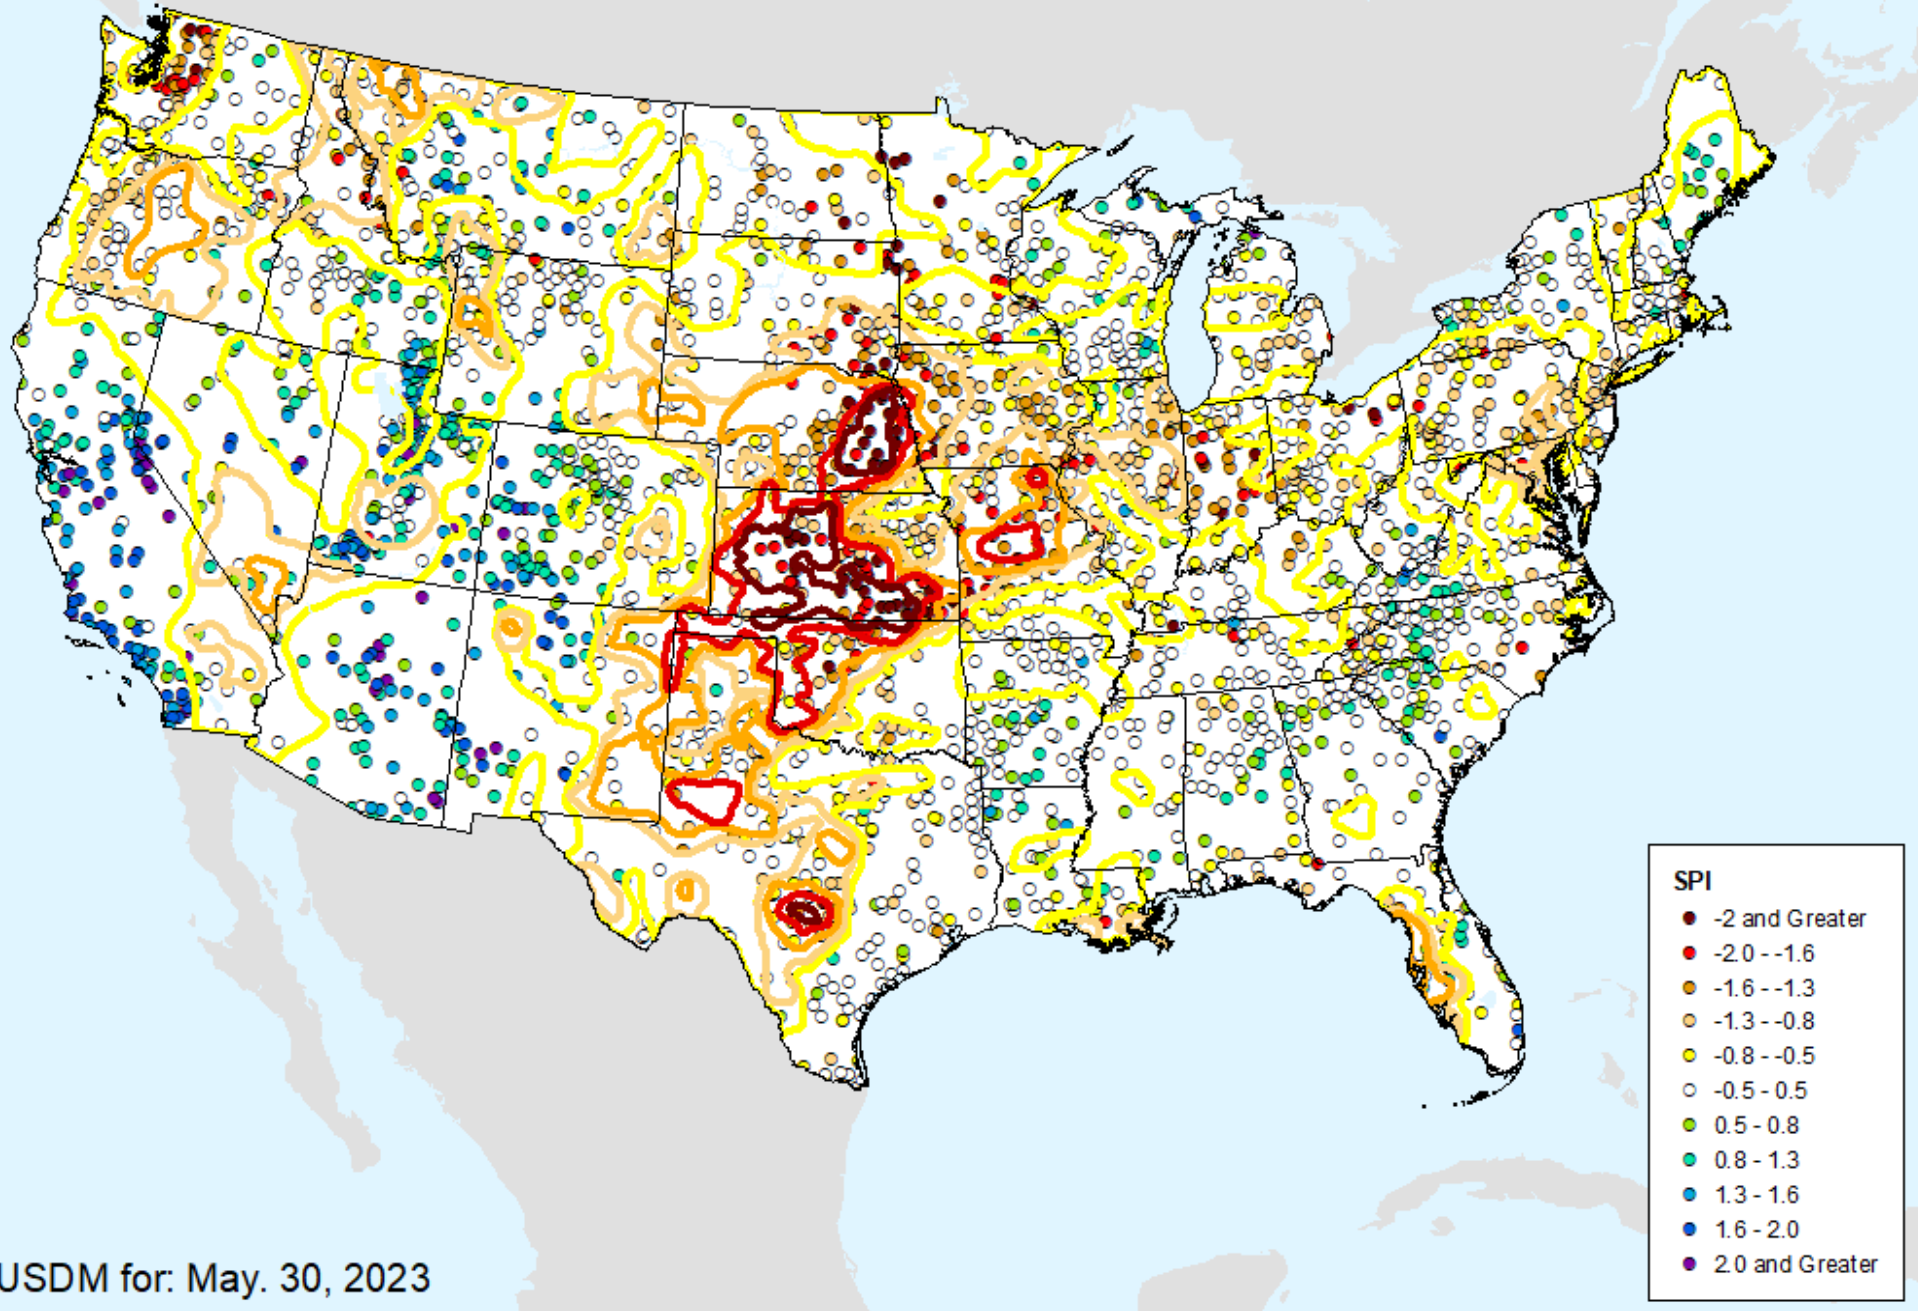 SPI
-2 and Greater
-2.0 - -1.6
-1.6 - -1.3
-1.3 - -0.8
-0.8 - -0.5
-0.5 - 0.5
0.5 - 0.8
0.8 - 1.3
1.3 - 1.6
1.6 - 2.0
2.0 and Greater
USDM for: May. 30, 2023